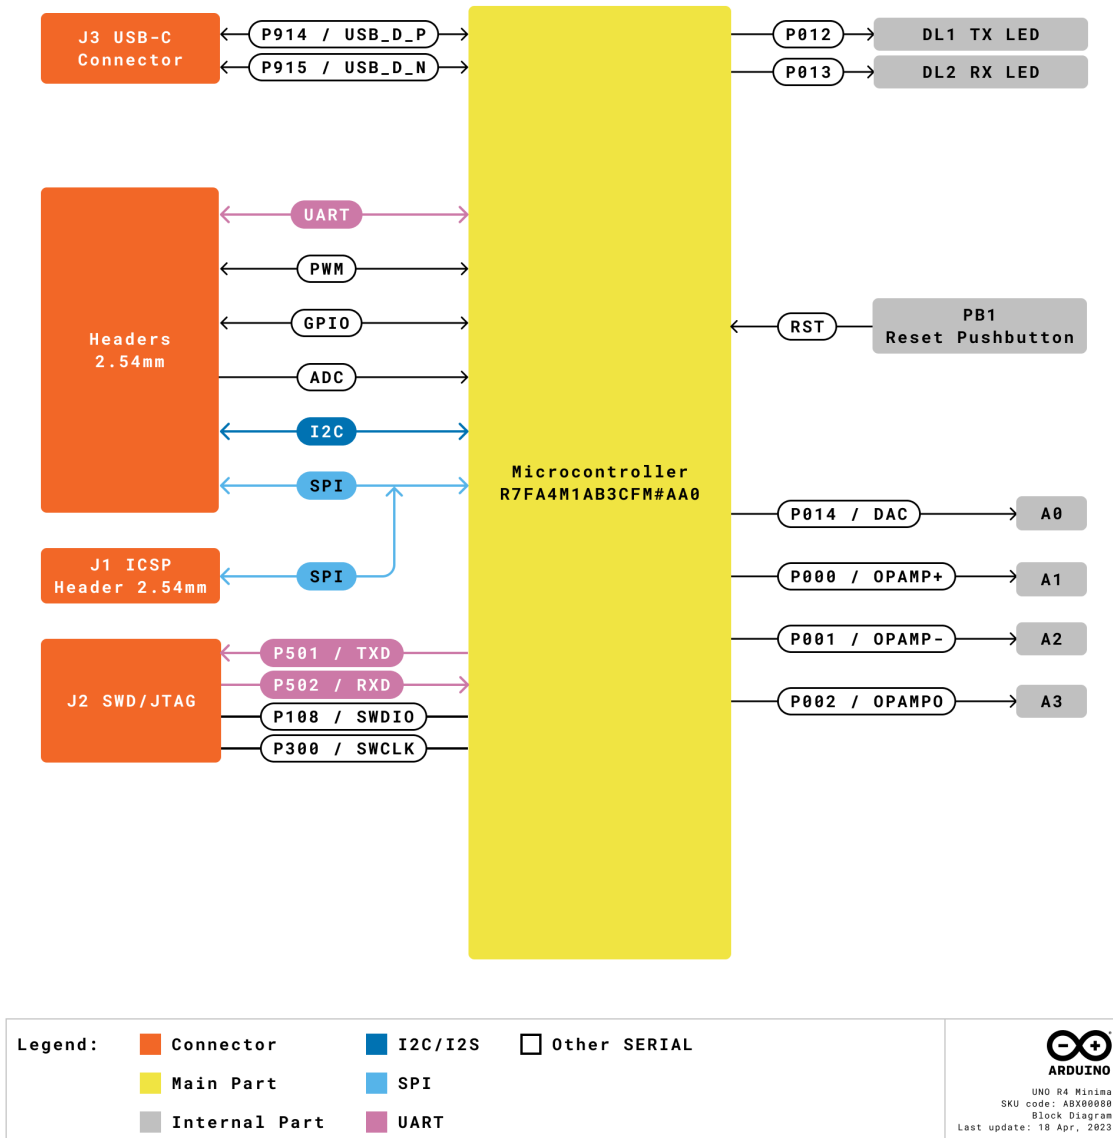 J3 USB-C
Connector
P914 / USB_D_P
P915 / USB_D_N
P012
DL1 TX LED
P013
DL2 RX LED
Headers
2.54mm
UART
PWM
GPIO
ADC
I2C
SPI
RST
PB1
Reset Pushbutton
Microcontroller
R7FA4M1AB3CFM#AA0
J1 ICSP
Header 2.54mm
SPI
P014 / DAC
A0
P000 / OPAMP+
A1
P001 / OPAMP-
A2
P002 / OPAMPO
A3
J2 SWD/JTAG
P501 / TXD
P502 / RXD
P108 / SWDIO
P300 / SWCLK
Legend:
Connector
Main Part
Internal Part
I2C/I2S
SPI
UART
Other SERIAL
ARDUINO
UNO R4 Minima
SKU code: ABX00080
Block Diagram
Last update: 18 Apr, 2023